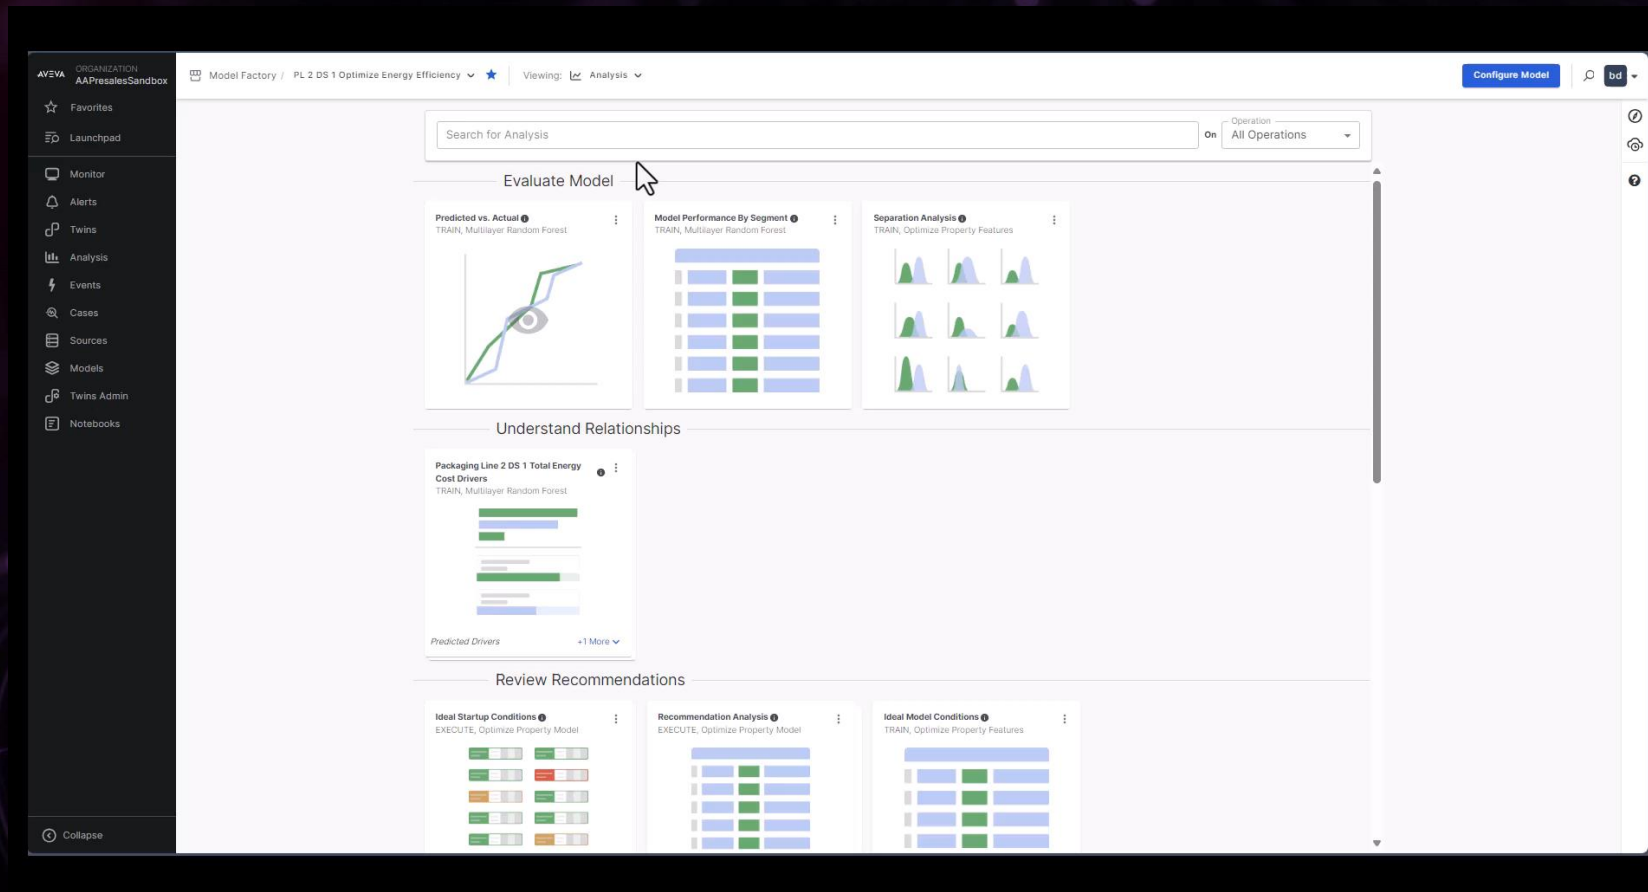 AVEVA
ORGANIZATION
AAPresalesSandbox
Favorites
Launchpad
Monitor
Alerts
Twins
Analysis
Events
Cases
Sources
Models
Twins Admin
Notebooks
Collapse
Model Factory / PL 2 DS 1 Optimize Energy Efficiency Viewing: Analysis
Configure Model
bd
Search for Analysis
On
Operation
All Operations
Evaluate Model
Predicted vs. Actual
TRAIN, Multilayer Random Forest
Model Performance By Segment
TRAIN, Multilayer Random Forest
Separation Analysis
TRAIN, Optimize Property Features
Understand Relationships
Packaging Line 2 DS 1 Total Energy
Cost Drivers
TRAIN, Multilayer Random Forest
Predicted Drivers
+1 More
Review Recommendations
Ideal Startup Conditions
EXECUTE, Optimize Property Model
Recommendation Analysis
EXECUTE, Optimize Property Model
Ideal Model Conditions
TRAIN, Optimize Property Features